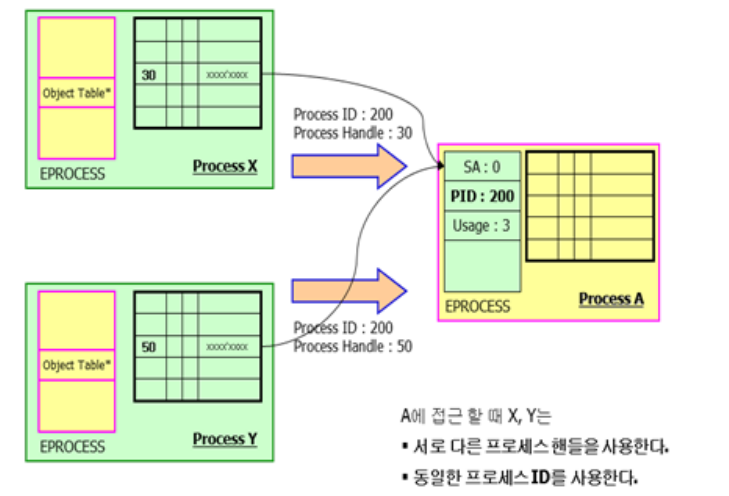 30
xxxx'xxxx
Object Table*
EPROCESS
Process X
Process ID : 200
Process Handle : 30
SA : 0
PID : 200
Usage : 3
EPROCESS
Process A
50
xxxx'xxxx
Object Table*
EPROCESS
Process Y
Process ID : 200
Process Handle : 50
A에 접근 할 때 X, Y는
▪ 서로 다른 프로세스 핸들을 사용한다.
▪ 동일한 프로세스 ID를 사용한다.